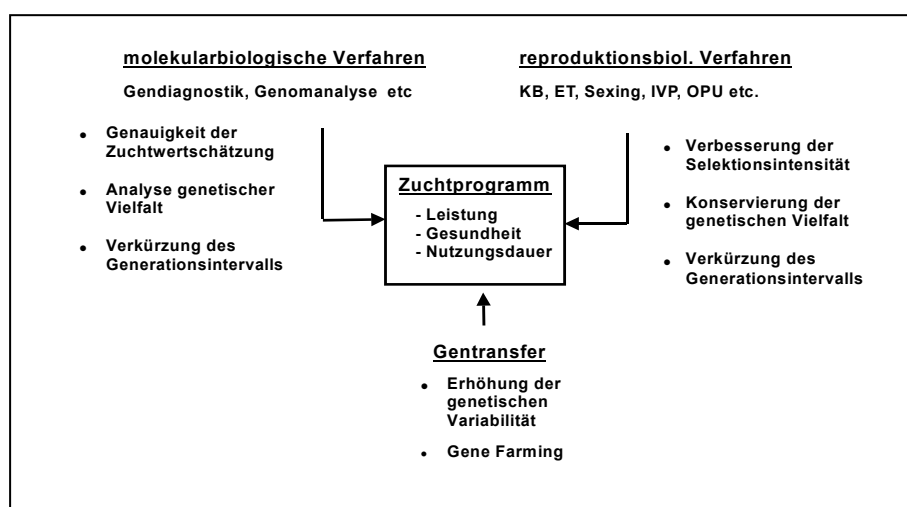 molekularbiologische Verfahren
Gendiagnostik, Genomanalyse etc
• Genauigkeit der
Zuchtwertschätzung
• Analyse genetischer
Vielfalt
• Verkürzung des
Generationsintervalls
reproduktionsbiol. Verfahren
KB, ET, Sexing, IVP, OPU etc.
• Verbesserung der
Selektionsintensität
• Konservierung der
genetischen Vielfalt
• Verkürzung des
Generationsintervalls
Zuchtprogramm
- Leistung
- Gesundheit
- Nutzungsdauer
Gentransfer
• Erhöhung der
genetischen
Variabilität
• Gene Farming